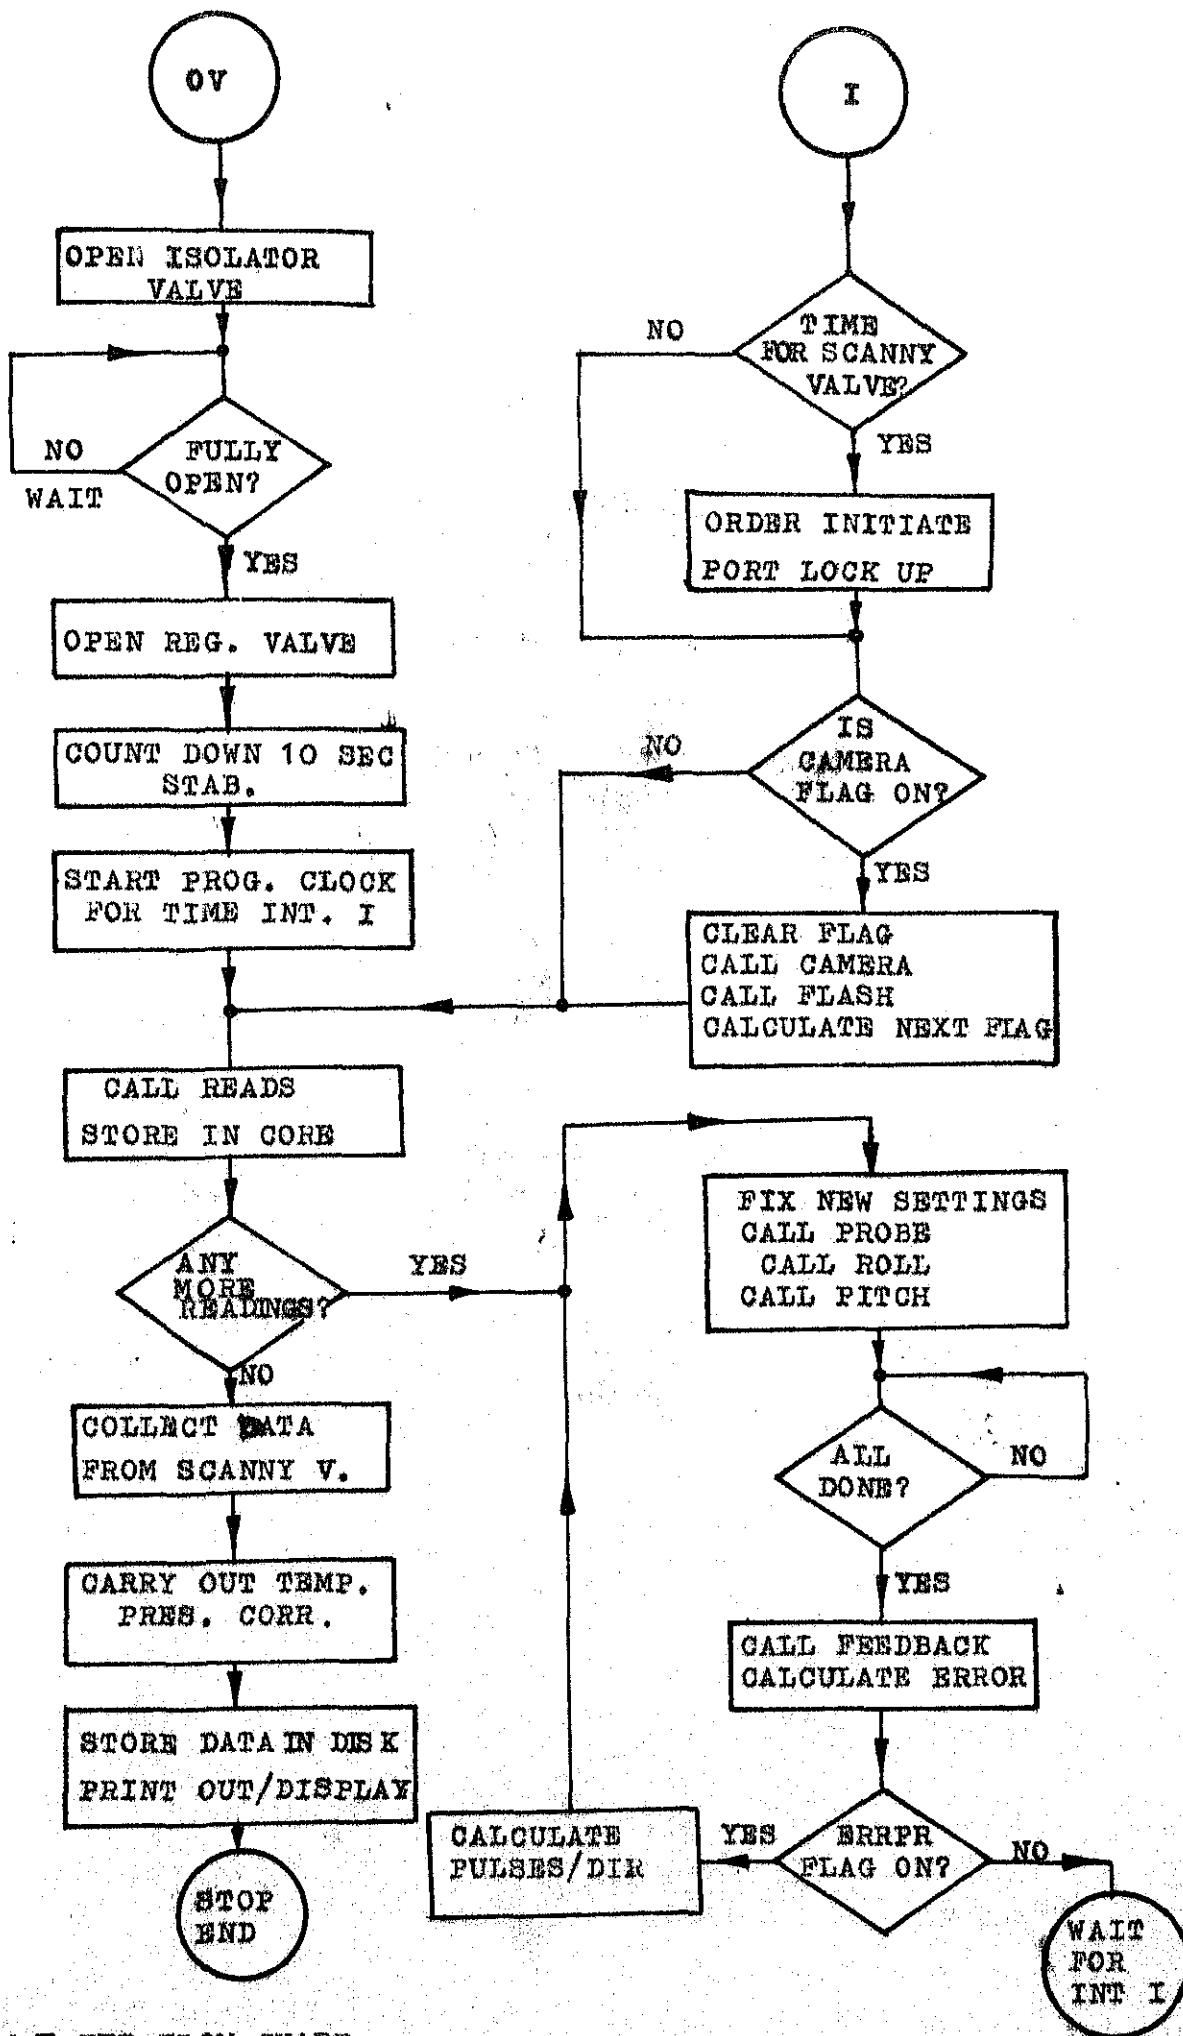 OV
OPEN ISOLATOR
VALVE
NO
WAIT
FULLY
OPEN?
YES
OPEN REG. VALVE
COUNT DOWN 10 SEC
STAB.
START PROG. CLOCK
FOR TIME INT. I
CALL READS
STORE IN CORE
ANY
MORE
READINGS?
YES
NO
COLLECT DATA
FROM SCANNY V.
CARRY OUT TEMP.
PRES. CORR.
STORE DATA IN DISK
PRINT OUT/DISPLAY
STOP
END
I
NO
TIME
FOR SCANNY
VALVE?
YES
ORDER INITIATE
PORT LOCK UP
NO
IS
CAMERA
FLAG ON?
YES
CLEAR FLAG
CALL CAMERA
CALL FLASH
CALCULATE NEXT FLAG
FIX NEW SETTINGS
CALL PROBE
CALL ROLL
CALL PITCH
ALL
DONE?
NO
YES
CALL FEEDBACK
CALCULATE ERROR
CALCULATE
PULSES/DIR
YES
ERRPR
FLAG ON?
NO
WAIT
FOR
INT I